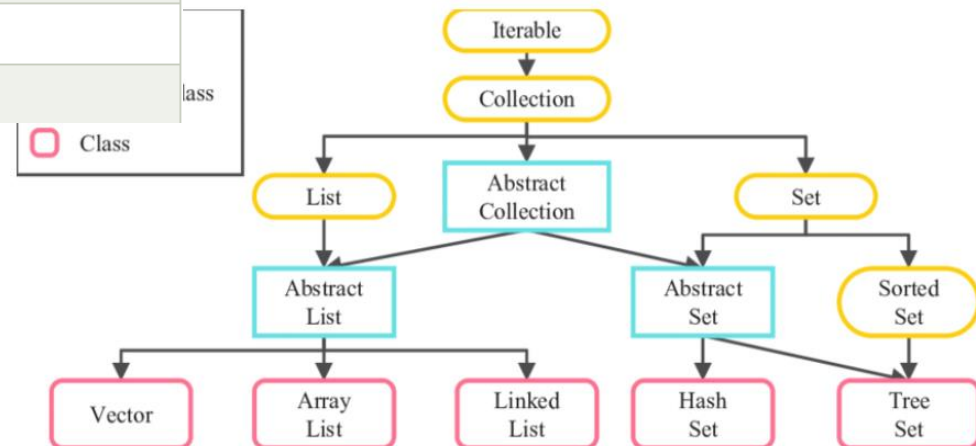 Iterable
Collection
Class
List
Abstract
Collection
Set
Abstract
List
Abstract
Set
Sorted
Set
Vector
Array
List
Linked
List
Hash
Set
Tree
Set